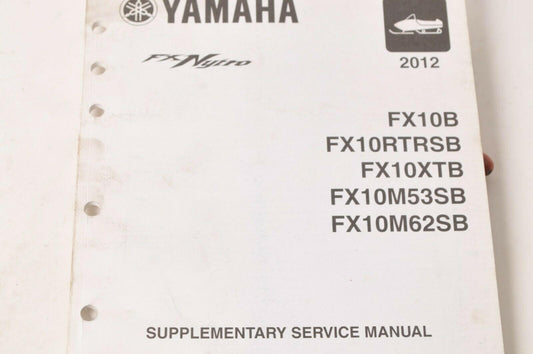 YAMAHA
FX Nytro
2012
FX10B
FX10RTRSB
FX10XTB
FX10M53SB
FX10M62SB
SUPPLEMENTARY SERVICE MANUAL